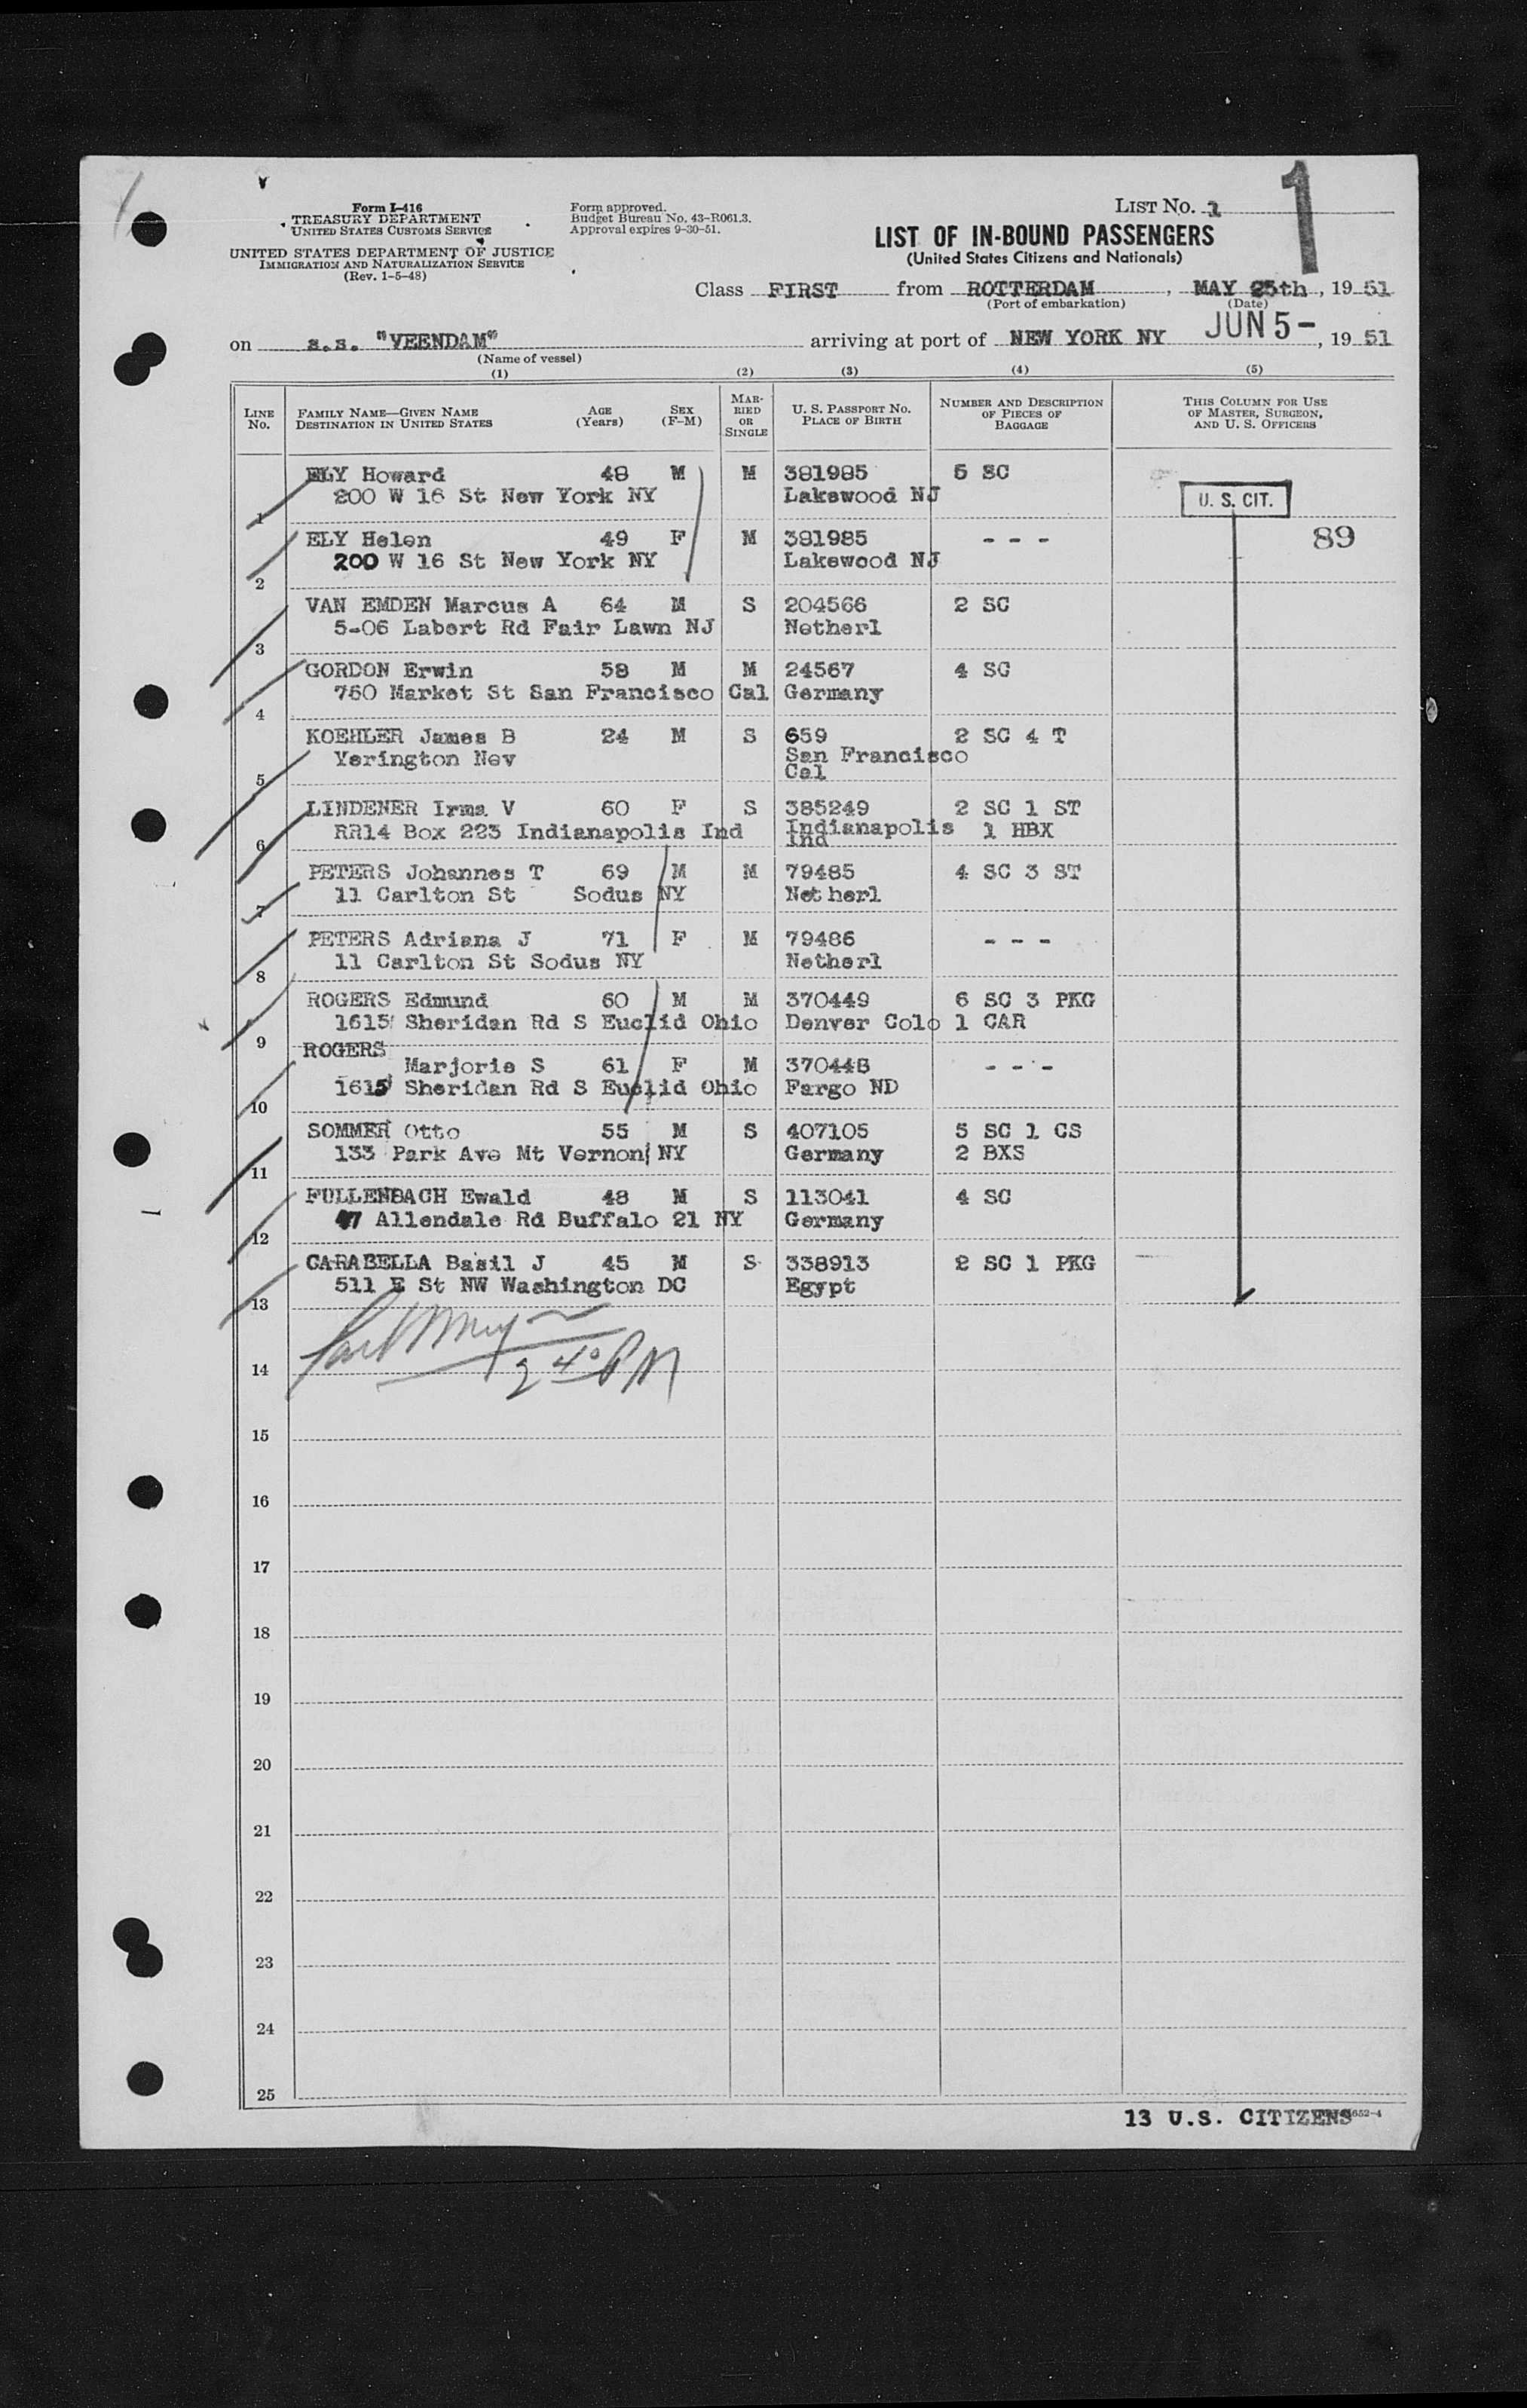 Form I-416
TREASURY DEPARTMENT
UNITED STATES CUSTOMS SERVICE
UNITED STATES DEPARTMENT OF JUSTICE
IMMIGRATION AND NATURALIZATION SERVICE
(Rev. 1-5-48)
Form approved.
Budget Bureau No. 43-R061.3.
Approval expires 9-30-51.
LIST No. 1
1
LIST OF IN-BOUND PASSENGERS
(United States Citizens and Nationals)
Class FIRST from ROTTERDAM, MAY 25th, 19 51
(Port of embarkation) (Date)
on s.s. "VEENDAM" arriving at port of NEW YORK NY JUN 5-, 19 51
(Name of vessel)
(1) (2) (3) (4) (5)
LINE No. FAMILY NAME—GIVEN NAME DESTINATION IN UNITED STATES AGE (Years) SEX (F-M) MARRIED OR SINGLE U. S. PASSPORT No. PLACE OF BIRTH NUMBER AND DESCRIPTION OF PIECES OF BAGGAGE THIS COLUMN FOR USE OF MASTER, SURGEON, AND U. S. OFFICERS
ELY Howard 48 M M 381985 5 SC
1 200 W 16 St New York NY Lakewood NJ U. S. CIT.
ELY Helen 49 F M 381985 - - - 89
2 200 W 16 St New York NY Lakewood NJ
VAN EMDEN Marcus A 64 M S 204566 2 SC
3 5-06 Labert Rd Fair Lawn NJ Netherl
GORDON Erwin 58 M M 24567 4 SC
4 760 Market St San Francisco Cal Germany
KOEHLER James B 24 M S 659 2 SC 4 T
5 Yerington Nev San Francisco
Cal
LINDENER Irma V 60 F S 385249 2 SC 1 ST
6 RR14 Box 223 Indianapolis Ind Indianapolis 1 HBX
Ind
PETERS Johannes T 69 M M 79485 4 SC 3 ST
7 11 Carlton St Sodus NY Netherl
PETERS Adriana J 71 F M 79486 - - -
8 11 Carlton St Sodus NY Netherl
ROGERS Edmund 60 M M 370449 6 SC 3 PKG
9 1615 Sheridan Rd S Euclid Ohio Denver Colo 1 CAR
ROGERS
Marjorie S 61 F M 370448 - - -
10 1615 Sheridan Rd S Euclid Ohio Fargo ND
SOMMER Otto 55 M S 407105 5 SC 1 CS
11 133 Park Ave Mt Vernon NY Germany 2 BXS
FULLENBACH Ewald 48 M S 113041 4 SC
12 47 Allendale Rd Buffalo 21 NY Germany
CARABELLA Basil J 45 M S 338913 2 SC 1 PKG
13 511 E St NW Washington DC Egypt
2 40 PM
14
15
16
17
18
19
20
21
22
23
24
25
13 U.S. CITIZENS